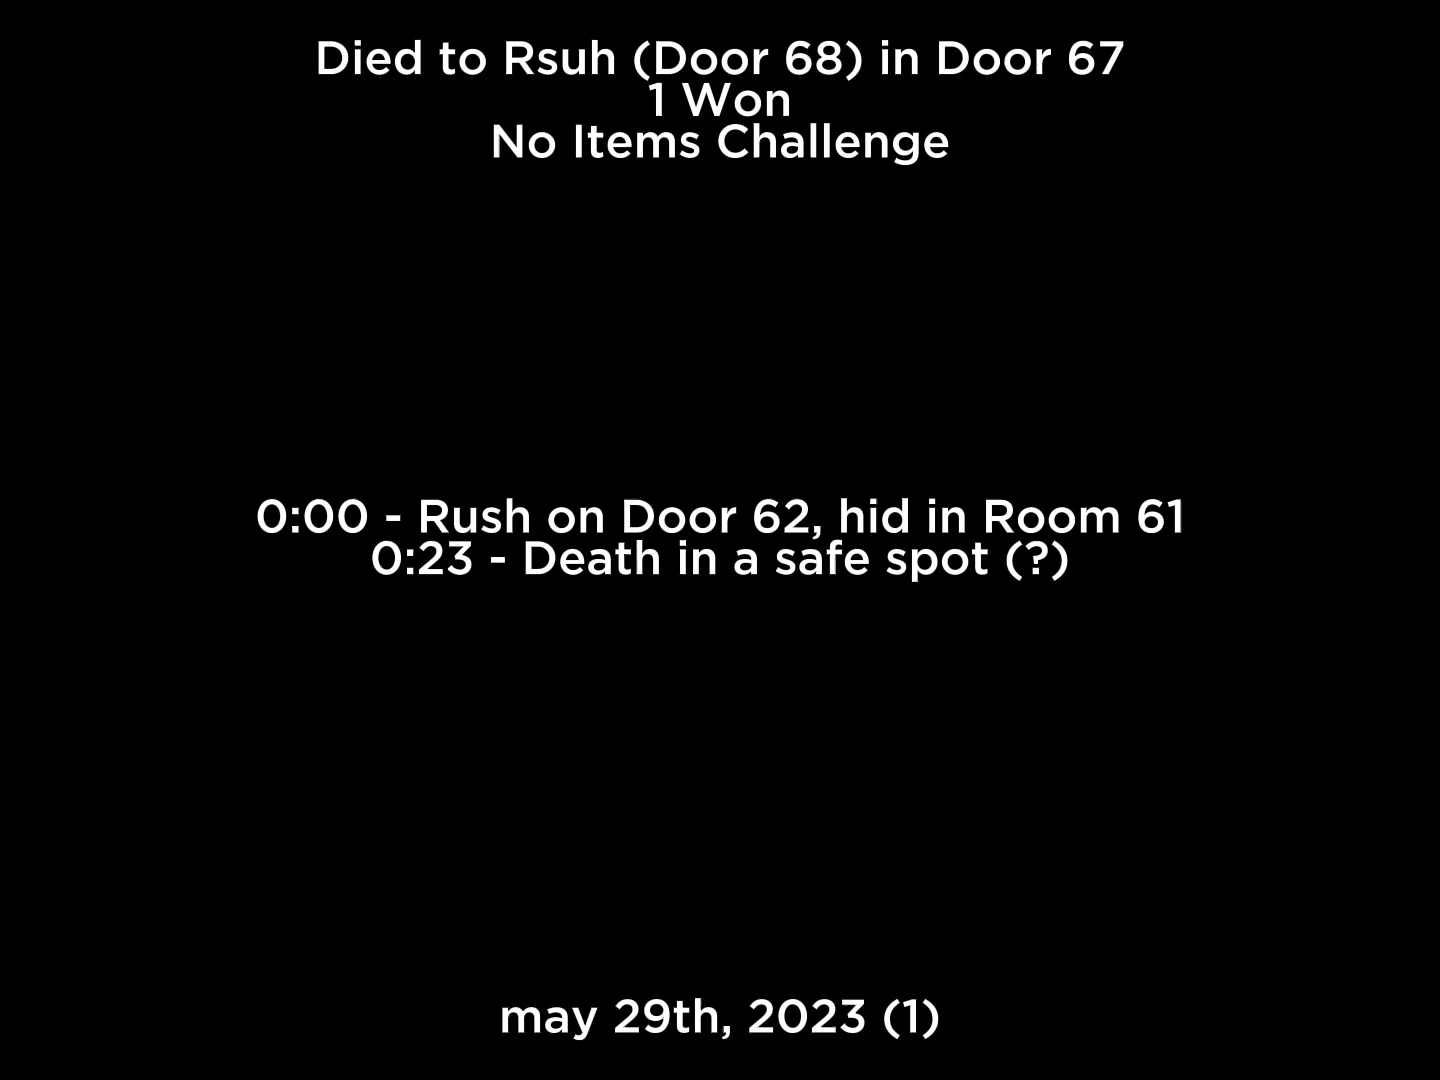 Died to Rsuh (Door 68) in Door 67
1 Won
No Items Challenge
0:00 - Rush on Door 62, hid in Room 61
0:23 - Death in a safe spot (?)
may 29th, 2023 (1)